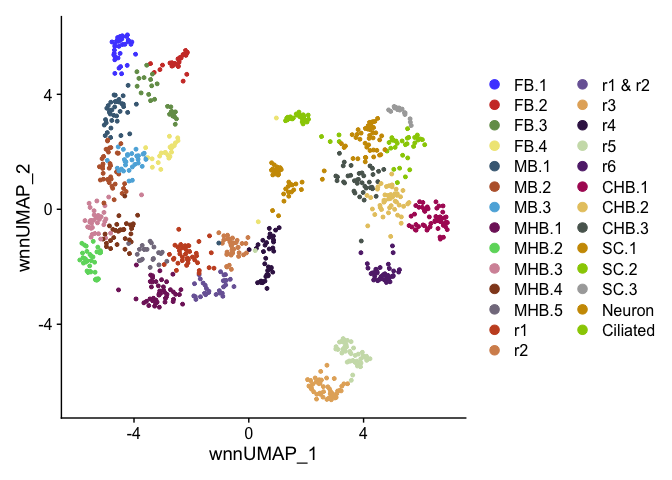 4
0
-4
wnnUMAP_2
-4 0 4
wnnUMAP_1
FB.1
FB.2
FB.3
FB.4
MB.1
MB.2
MB.3
MHB.1
MHB.2
MHB.3
MHB.4
MHB.5
r1
r2
r1 & r2
r3
r4
r5
r6
CHB.1
CHB.2
CHB.3
SC.1
SC.2
SC.3
Neuron
Ciliated